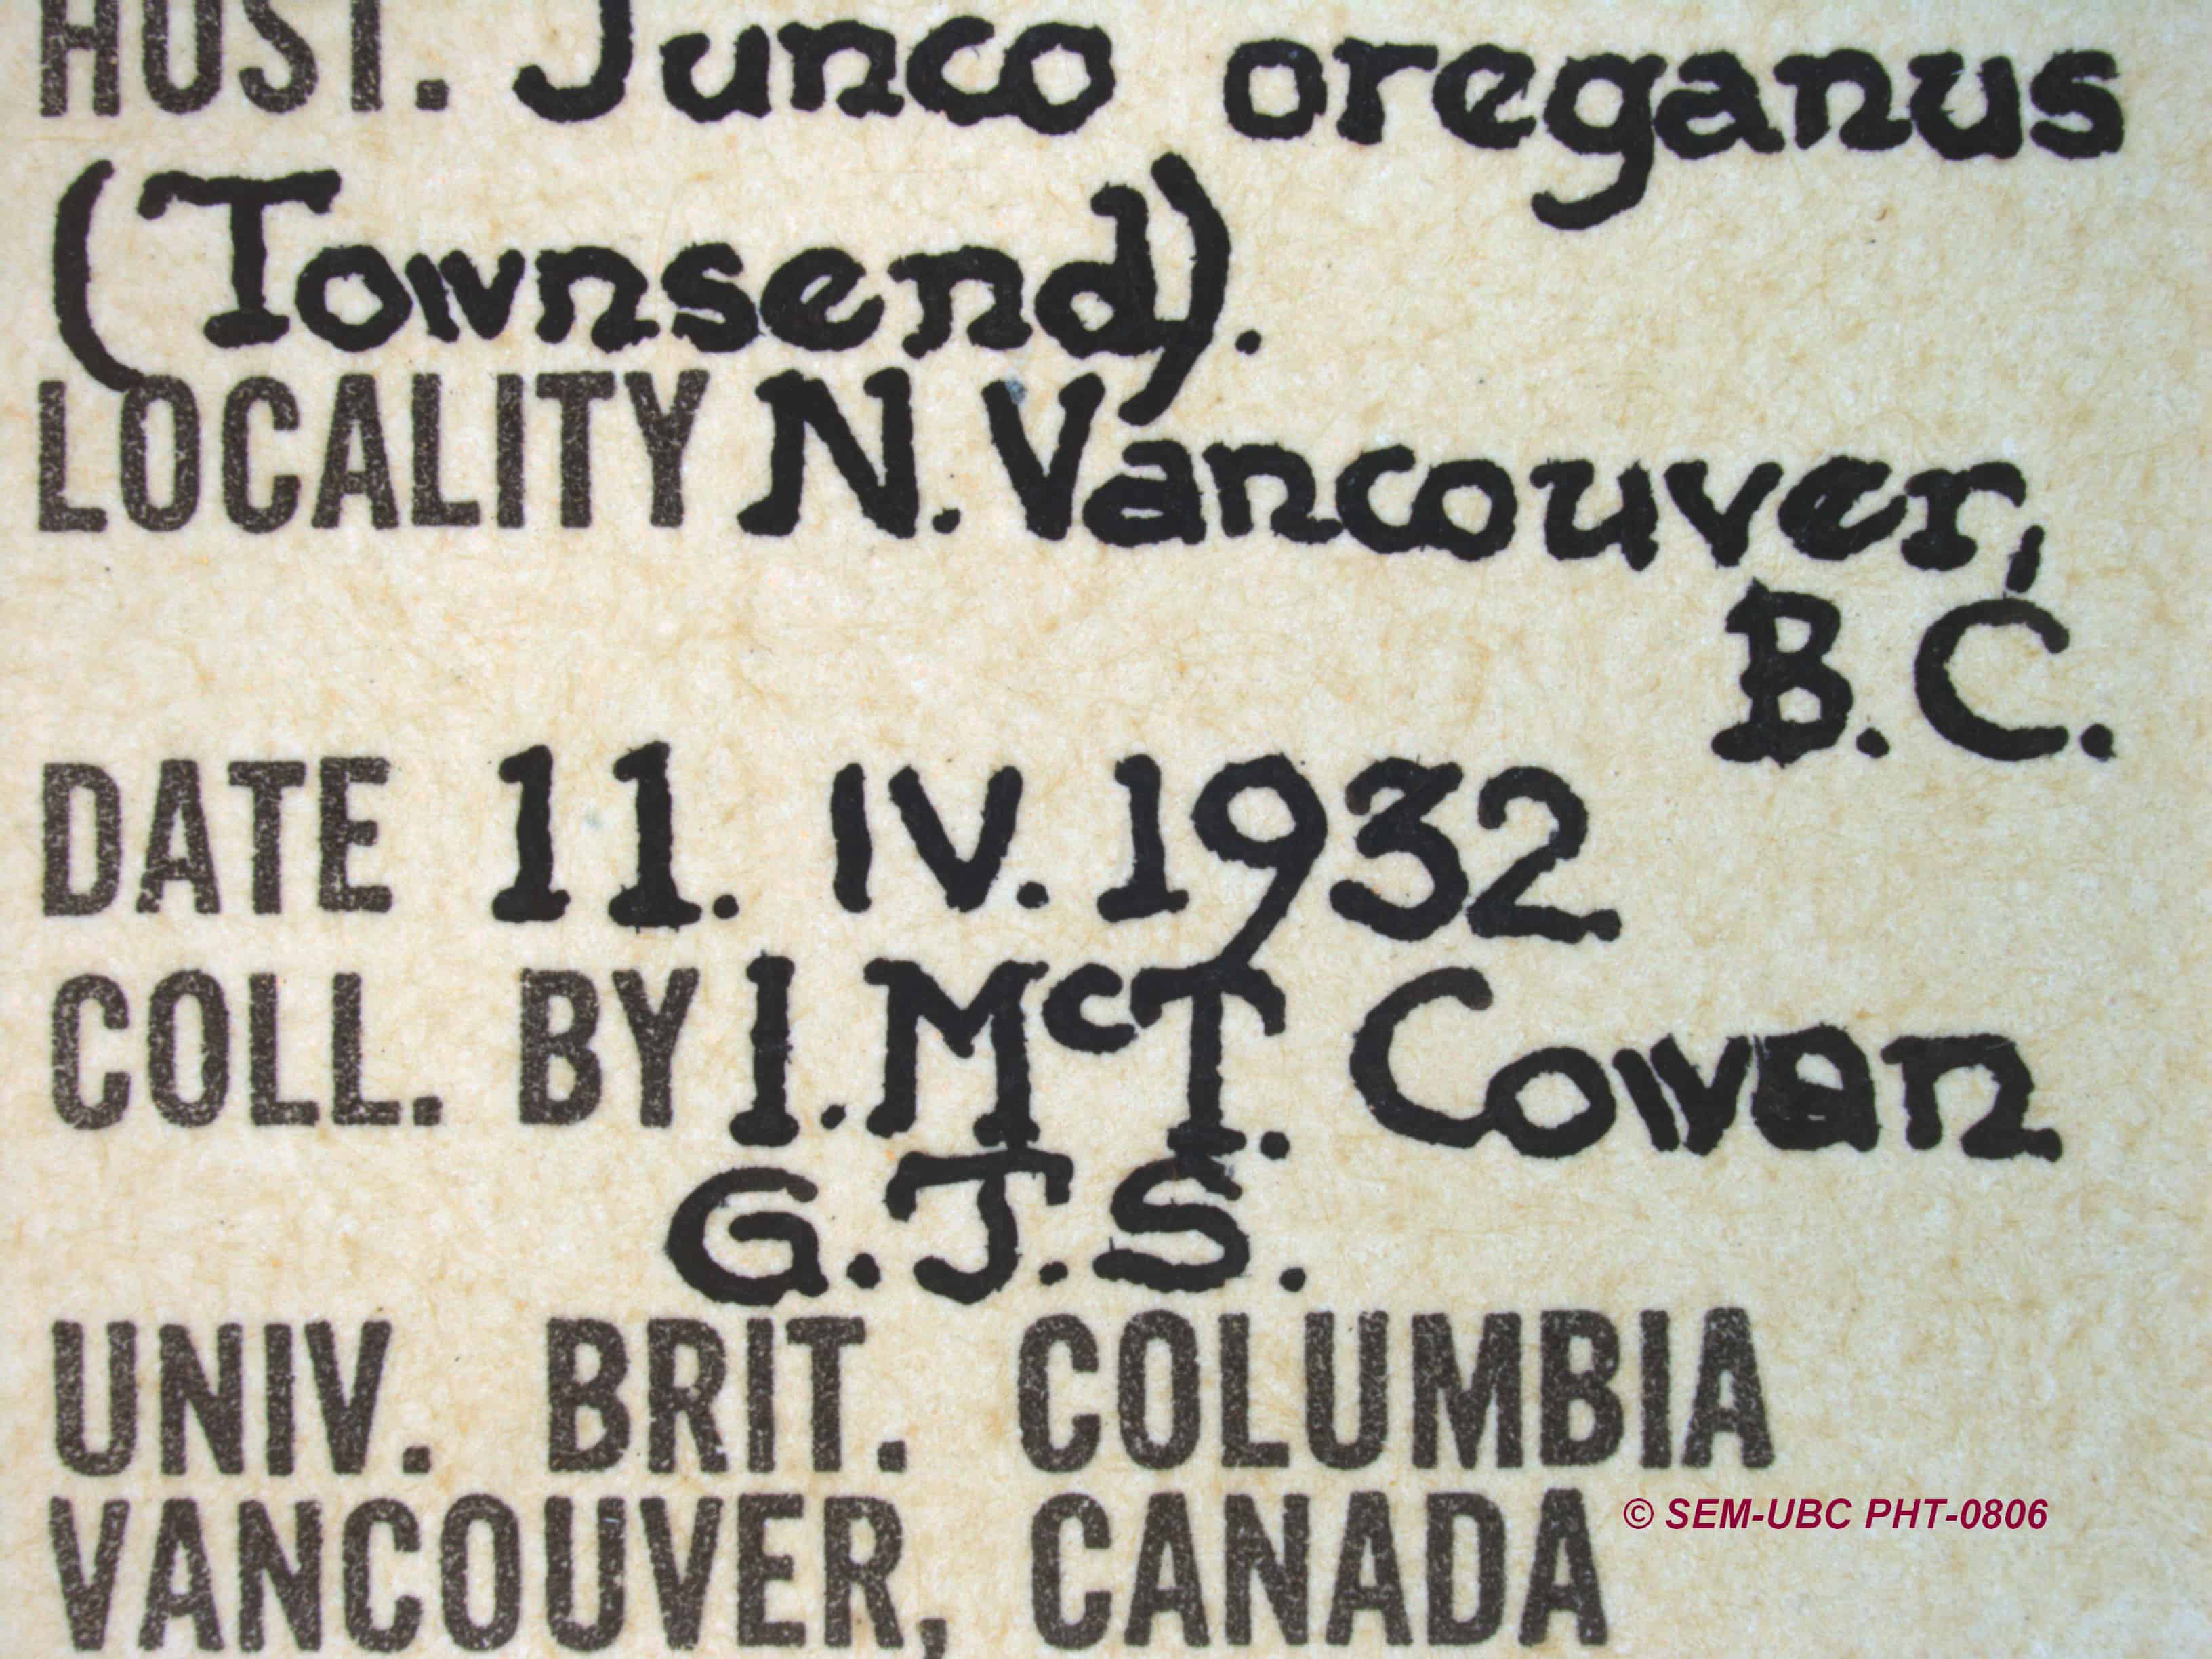 HOST. Junco oreganus
(Townsend).
LOCALITY N. Vancouver,
B.C.
DATE 11. IV. 1932
COLL. BY I. McT. Cowan
G.J.S.
UNIV. BRIT. COLUMBIA
VANCOUVER, CANADA
© SEM-UBC PHT-0806